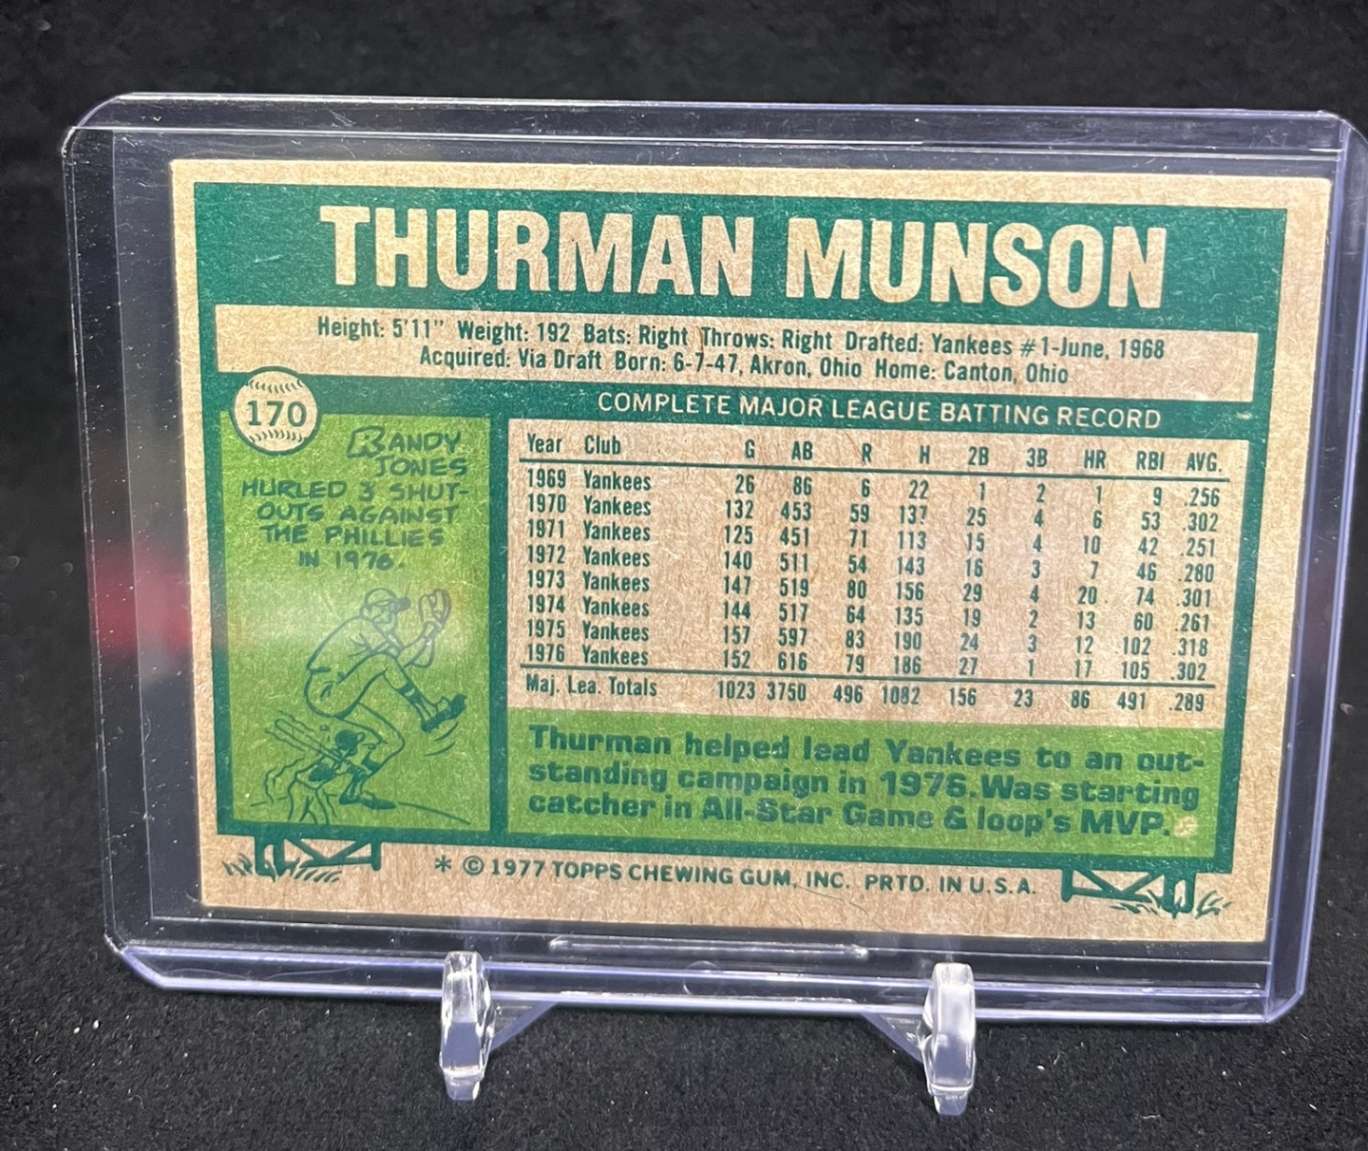 THURMAN MUNSON
Height: 5'11" Weight: 192 Bats: Right Throws: Right Drafted: Yankees #1-June, 1968
Acquired: Via Draft Born: 6-7-47, Akron, Ohio Home: Canton, Ohio
170
COMPLETE MAJOR LEAGUE BATTING RECORD
RANDY
JONES
HURLED 3 SHUT-
OUTS AGAINST
THE PHILLIES
IN 1976.
Year Club G AB R H 2B 3B HR RBI AVG.
1969 Yankees 26 86 6 22 1 2 1 9 .256
1970 Yankees 132 453 59 137 25 4 6 53 .302
1971 Yankees 125 451 71 113 15 4 10 42 .251
1972 Yankees 140 511 54 143 16 3 7 46 .280
1973 Yankees 147 519 80 156 29 4 20 74 .301
1974 Yankees 144 517 64 135 19 2 13 60 .261
1975 Yankees 157 597 83 190 24 3 12 102 .318
1976 Yankees 152 616 79 186 27 1 17 105 .302
Maj. Lea. Totals 1023 3750 496 1082 156 23 86 491 .289
Thurman helped lead Yankees to an out-
standing campaign in 1976. Was starting
catcher in All-Star Game & loop's MVP.
* © 1977 TOPPS CHEWING GUM, INC. PRTD. IN U.S.A.